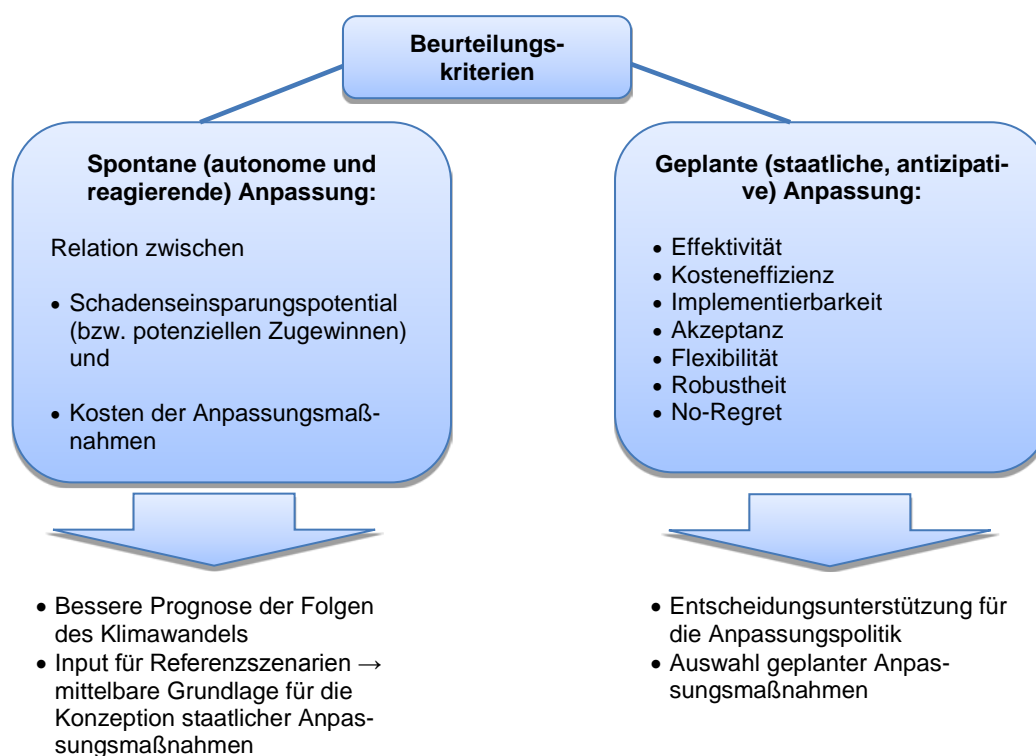 Beurteilungs-
kriterien
Spontane (autonome und
reagierende) Anpassung:
Relation zwischen
• Schadenseinsparungspotential
(bzw. potenziellen Zugewinnen)
und
• Kosten der Anpassungsmaß-
nahmen
• Bessere Prognose der Folgen
des Klimawandels
• Input für Referenzszenarien →
mittelbare Grundlage für die
Konzeption staatlicher Anpas-
sungsmaßnahmen
Geplante (staatliche, antizipati-
ve) Anpassung:
• Effektivität
• Kosteneffizienz
• Implementierbarkeit
• Akzeptanz
• Flexibilität
• Robustheit
• No-Regret
• Entscheidungsunterstützung für
die Anpassungspolitik
• Auswahl geplanter Anpas-
sungsmaßnahmen